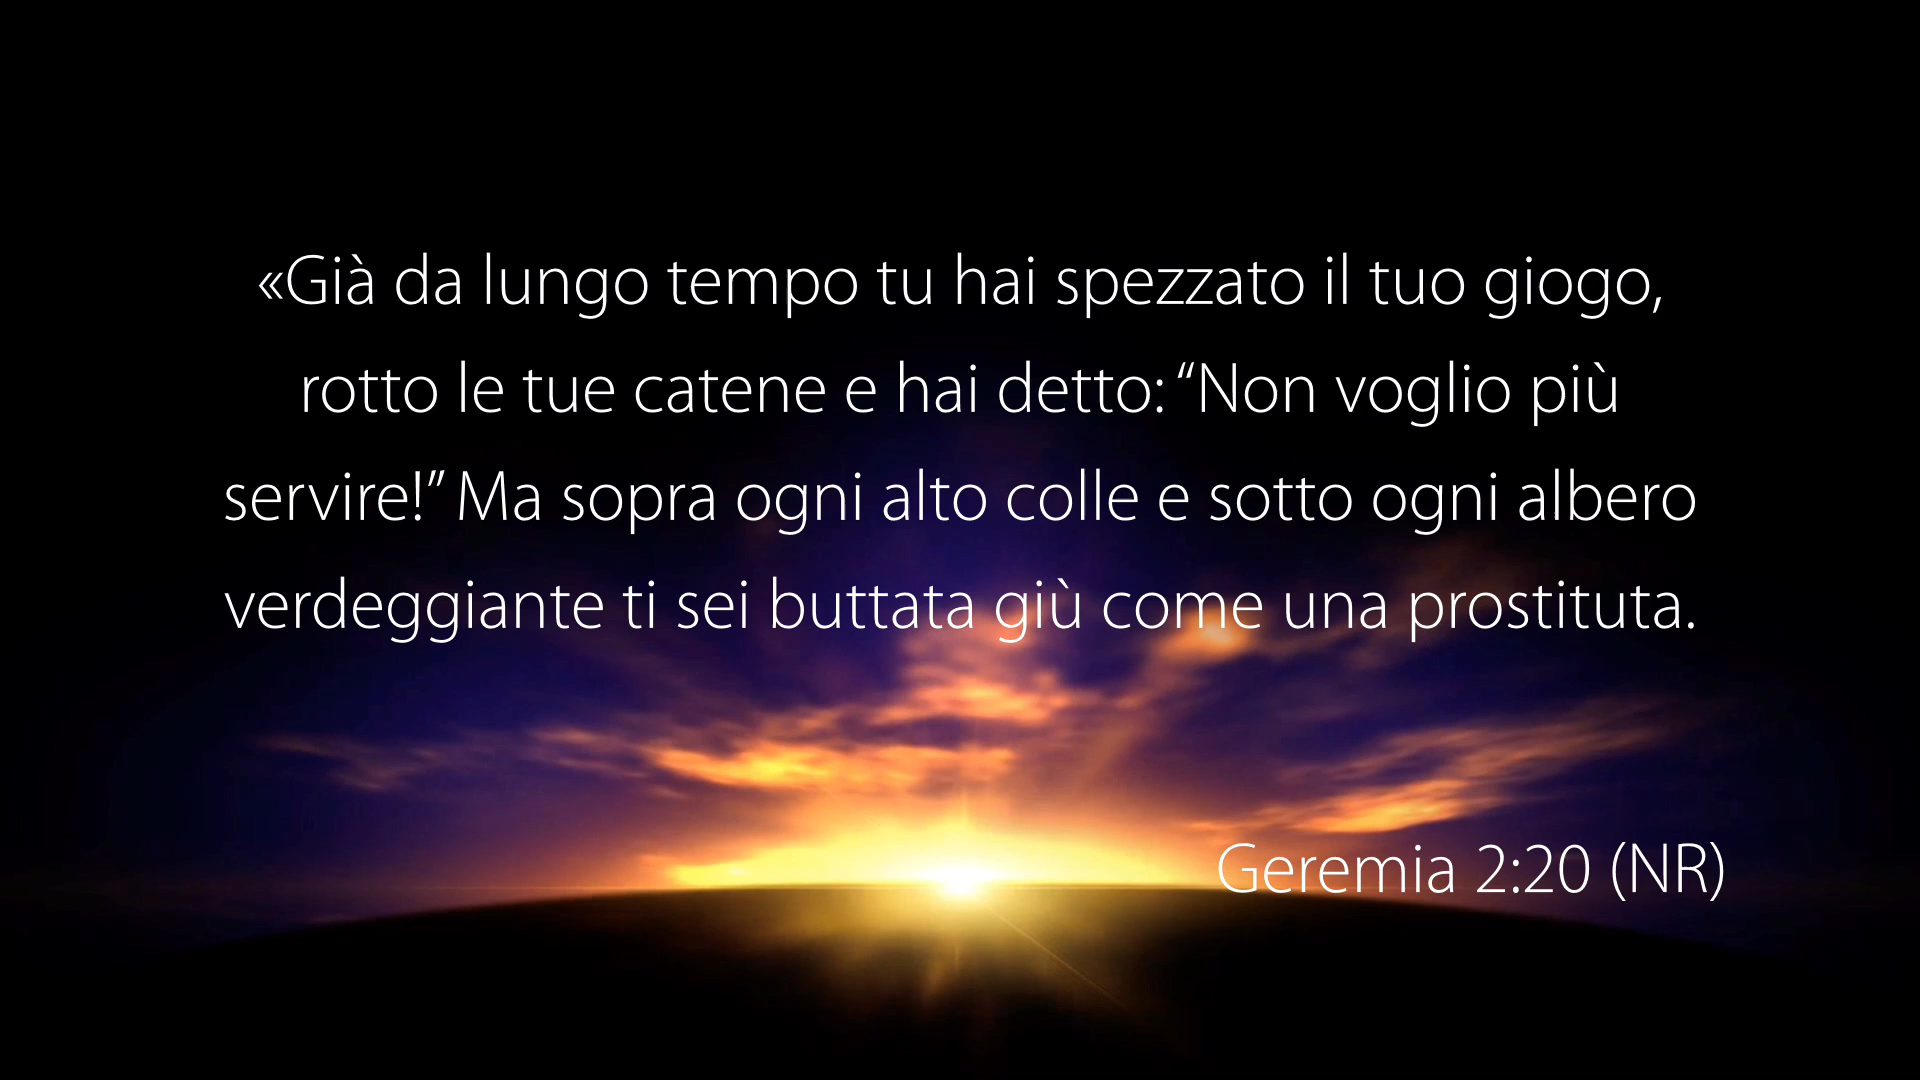 «Già da lungo tempo tu hai spezzato il tuo giogo,
rotto le tue catene e hai detto: “Non voglio più
servire!” Ma sopra ogni alto colle e sotto ogni albero
verdeggiante ti sei buttata giù come una prostituta.
Geremia 2:20 (NR)